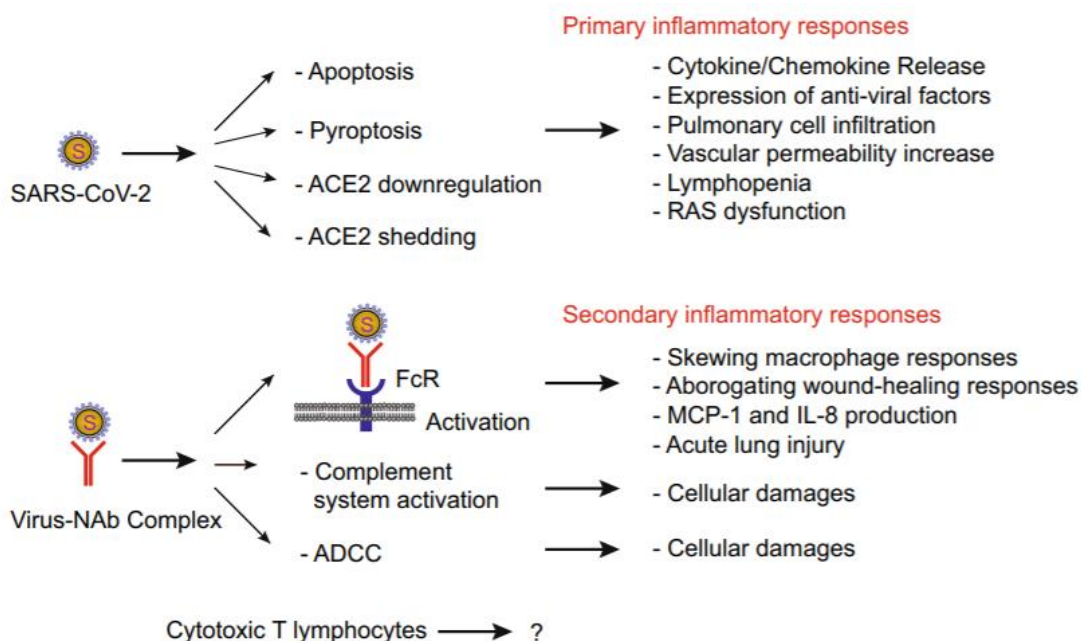 Primary inflammatory responses
S
SARS-CoV-2
- Apoptosis
- Pyroptosis
- ACE2 downregulation
- ACE2 shedding
- Cytokine/Chemokine Release
- Expression of anti-viral factors
- Pulmonary cell infiltration
- Vascular permeability increase
- Lymphopenia
- RAS dysfunction
Secondary inflammatory responses
S
Virus-NAb Complex
S
FcR
Activation
- Complement
system activation
- ADCC
- Skewing macrophage responses
- Aborogating wound-healing responses
- MCP-1 and IL-8 production
- Acute lung injury
- Cellular damages
- Cellular damages
Cytotoxic T lymphocytes ?